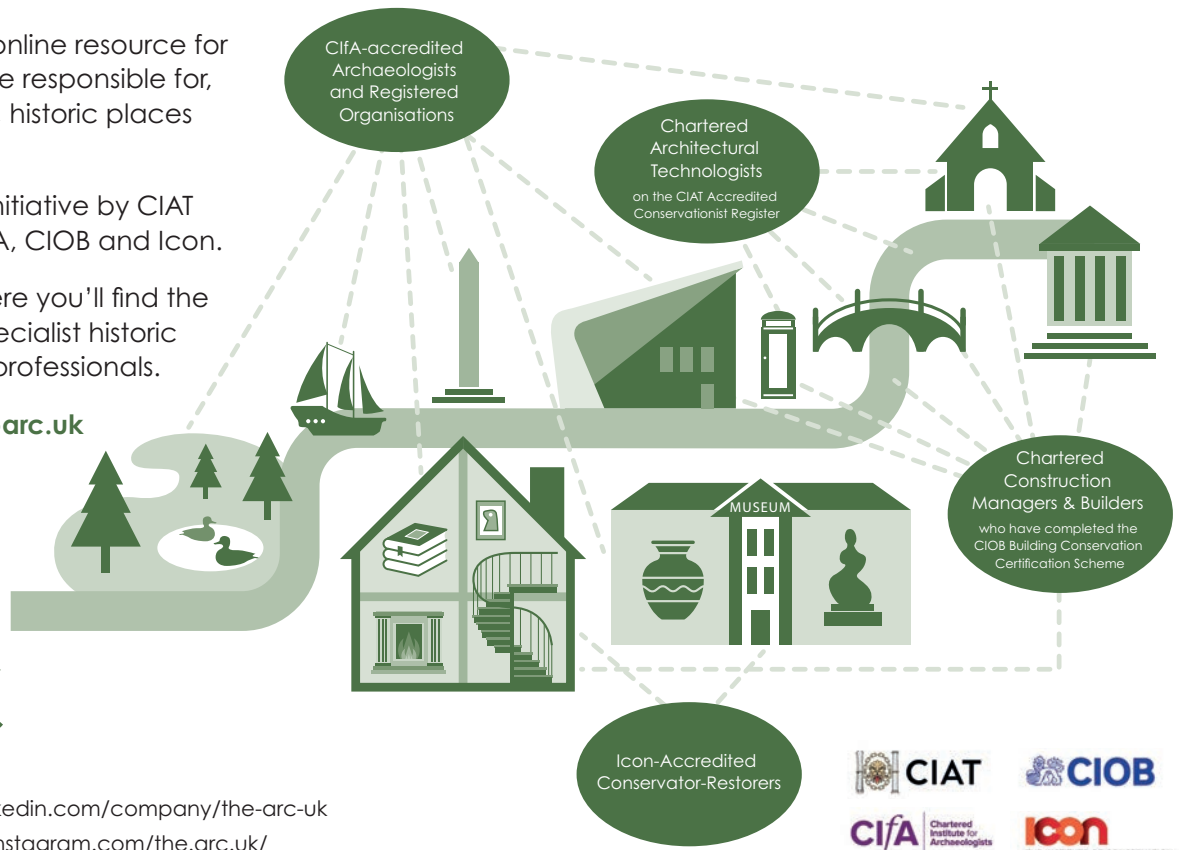 online resource for
e responsible for,
historic places
nitiative by CIAT
A, CIOB and Icon.
ere you'll find the
ecialist historic
professionals.
arc.uk
CIfA-accredited
Archaeologists
and Registered
Organisations
Chartered
Architectural
Technologists
on the CIAT Accredited
Conservationist Register
MUSEUM
Chartered
Construction
Managers & Builders
who have completed the
CIOB Building Conservation
Certification Scheme
Icon-Accredited
Conservator-Restorers
kedin.com/company/the-arc-uk
nstagram.com/the.arc.uk/
CIAT
CIOB
CIfA
Chartered
Institute for
Archaeologists
Icon